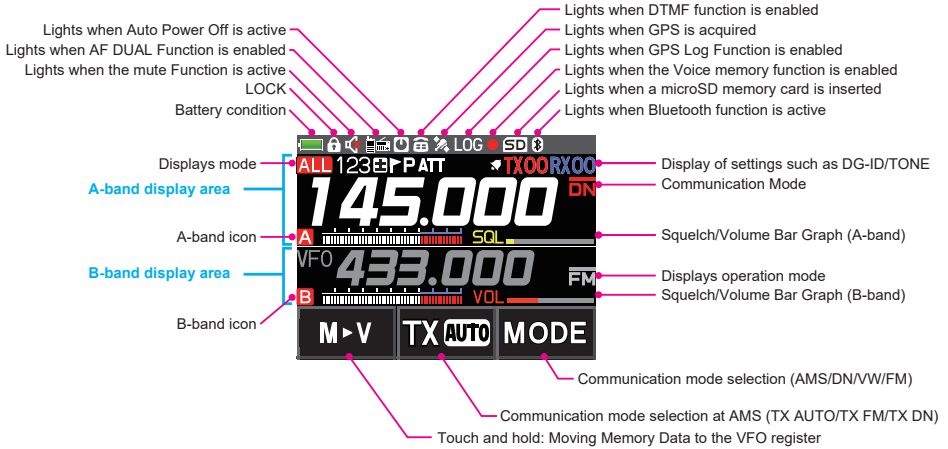 Lights when DTMF function is enabled
Lights when GPS is acquired
Lights when Auto Power Off is active
Lights when AF DUAL Function is enabled
Lights when GPS Log Function is enabled
Lights when the mute Function is active
Lights when the Voice memory function is enabled
LOCK
Lights when a microSD memory card is inserted
Battery condition
Lights when Bluetooth function is active
LOG SD
Displays mode
ALL 123 P ATT TX00 RX00
Display of settings such as DG-ID/TONE
A-band display area
DN
Communication Mode
145.000
A-band icon
A SQL
Squelch/Volume Bar Graph (A-band)
VFO
B-band display area
433.000
FM
Displays operation mode
B VOL
Squelch/Volume Bar Graph (B-band)
B-band icon
M►V TX AUTO MODE
Communication mode selection (AMS/DN/VW/FM)
Communication mode selection at AMS (TX AUTO/TX FM/TX DN)
Touch and hold: Moving Memory Data to the VFO register